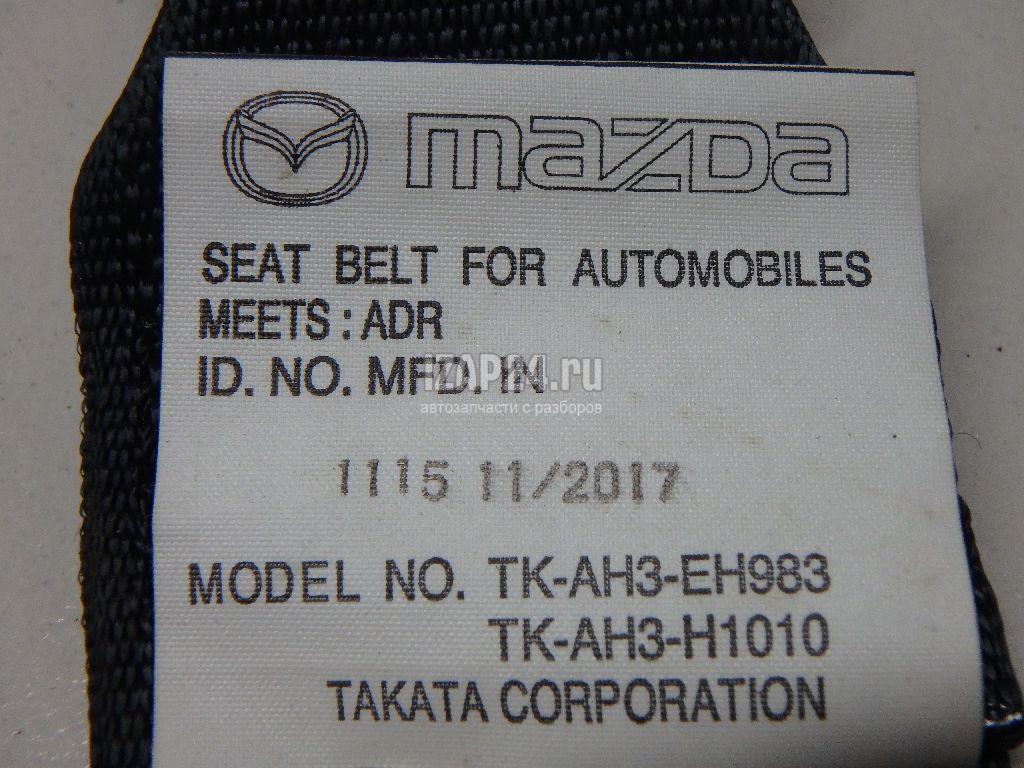 mazda
SEAT BELT FOR AUTOMOBILES
MEETS : ADR
ID. NO. MFD. IN
iZAP24.ru
автозапчасти с разборов
1115 11/2017
MODEL NO. TK-AH3-EH983
TK-AH3-H1010
TAKATA CORPORATION